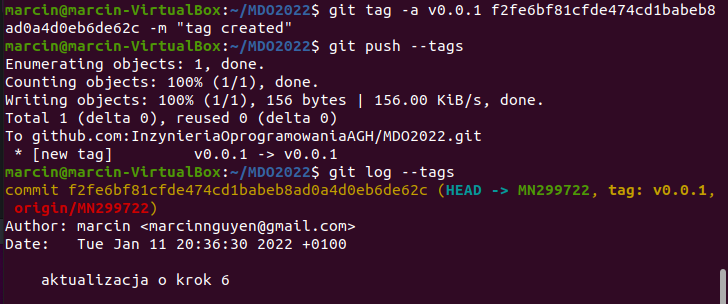 marcin@marcin-VirtualBox:~/MDO2022$ git tag -a v0.0.1 f2fe6bf81cfde474cd1babeb8
ad0a4d0eb6de62c -m "tag created"
marcin@marcin-VirtualBox:~/MDO2022$ git push --tags
Enumerating objects: 1, done.
Counting objects: 100% (1/1), done.
Writing objects: 100% (1/1), 156 bytes | 156.00 KiB/s, done.
Total 1 (delta 0), reused 0 (delta 0)
To github.com:InzynieriaOprogramowaniaAGH/MDO2022.git
 * [new tag]         v0.0.1 -> v0.0.1
marcin@marcin-VirtualBox:~/MDO2022$ git log --tags
commit f2fe6bf81cfde474cd1babeb8ad0a4d0eb6de62c (HEAD -> MN299722, tag: v0.0.1,
 origin/MN299722)
Author: marcin <marcinnguyen@gmail.com>
Date:   Tue Jan 11 20:36:30 2022 +0100

    aktualizacja o krok 6